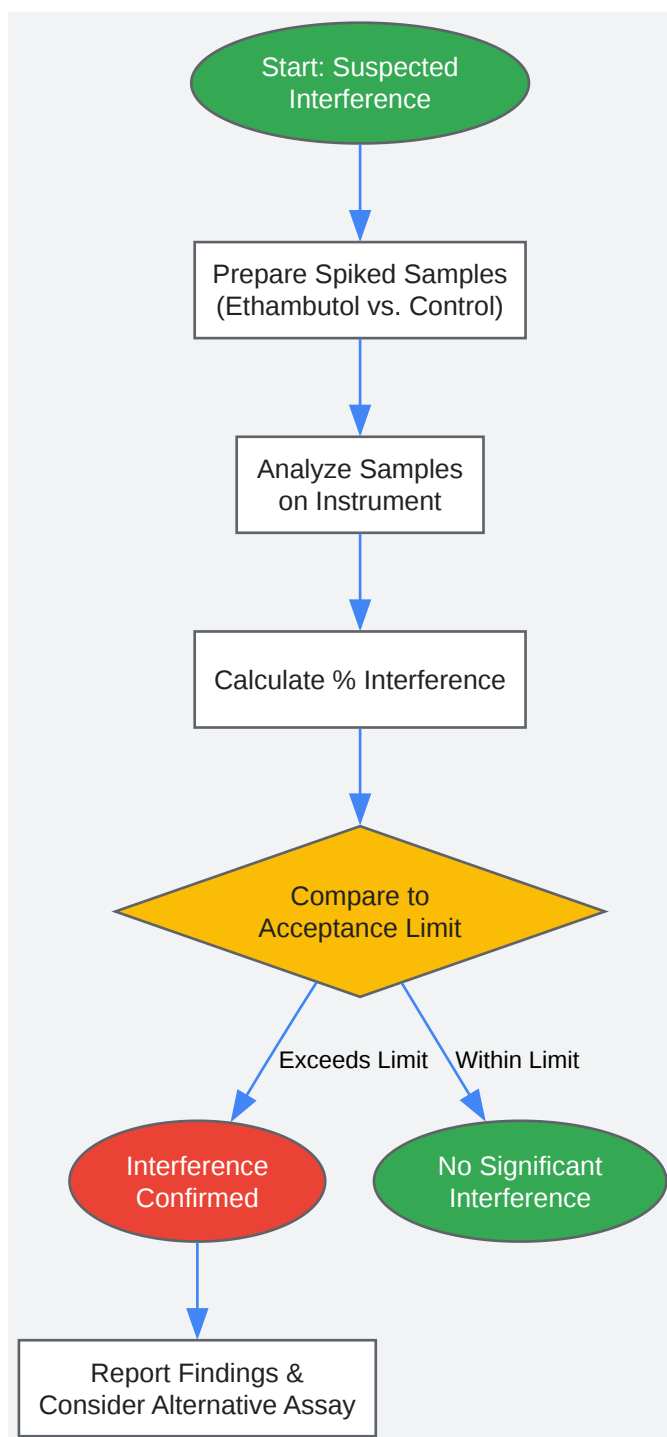 Start: Suspected
Interference
Prepare Spiked Samples
(Ethambutol vs. Control)
Analyze Samples
on Instrument
Calculate % Interference
Compare to
Acceptance Limit
Exceeds Limit
Within Limit
Interference
Confirmed
No Significant
Interference
Report Findings &
Consider Alternative Assay